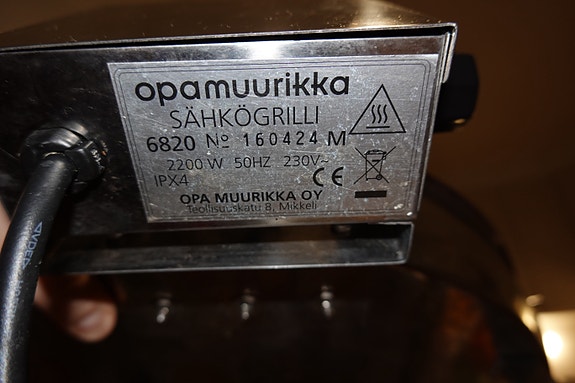 opamuurikka
SÄHKÖGRILLI
6820 No 160424 M
2200 W 50HZ 230V~
IPX4 CE
OPA MUURIKKA OY
Teollisuuskatu 8, Mikkeli